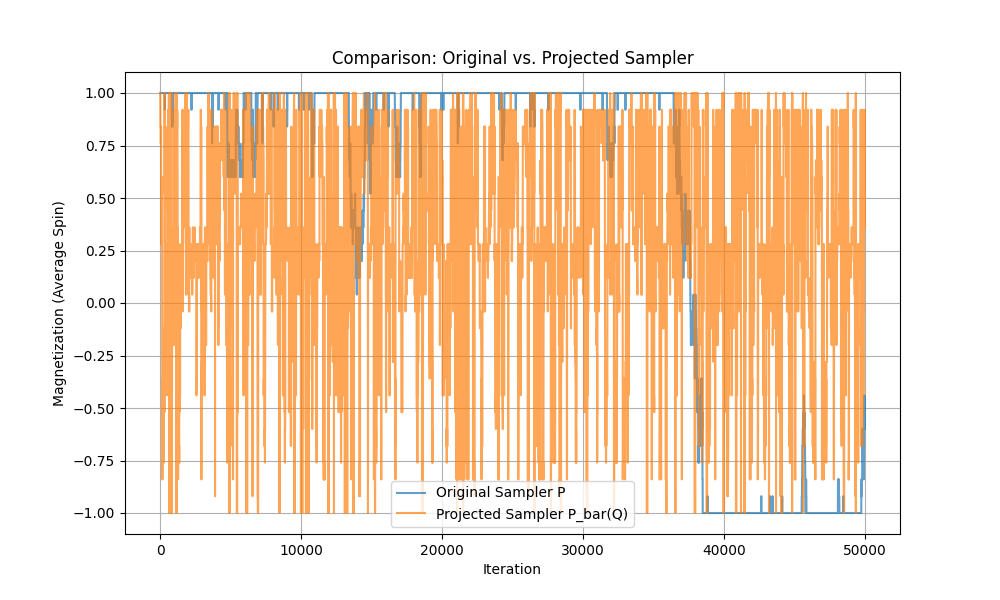 Comparison: Original vs. Projected Sampler
1.00
0.75
0.50
0.25
0.00
−0.25
−0.50
−0.75
−1.00
Magnetization (Average Spin)
Original Sampler P
Projected Sampler P_bar(Q)
0 10000 20000 30000 40000 50000
Iteration